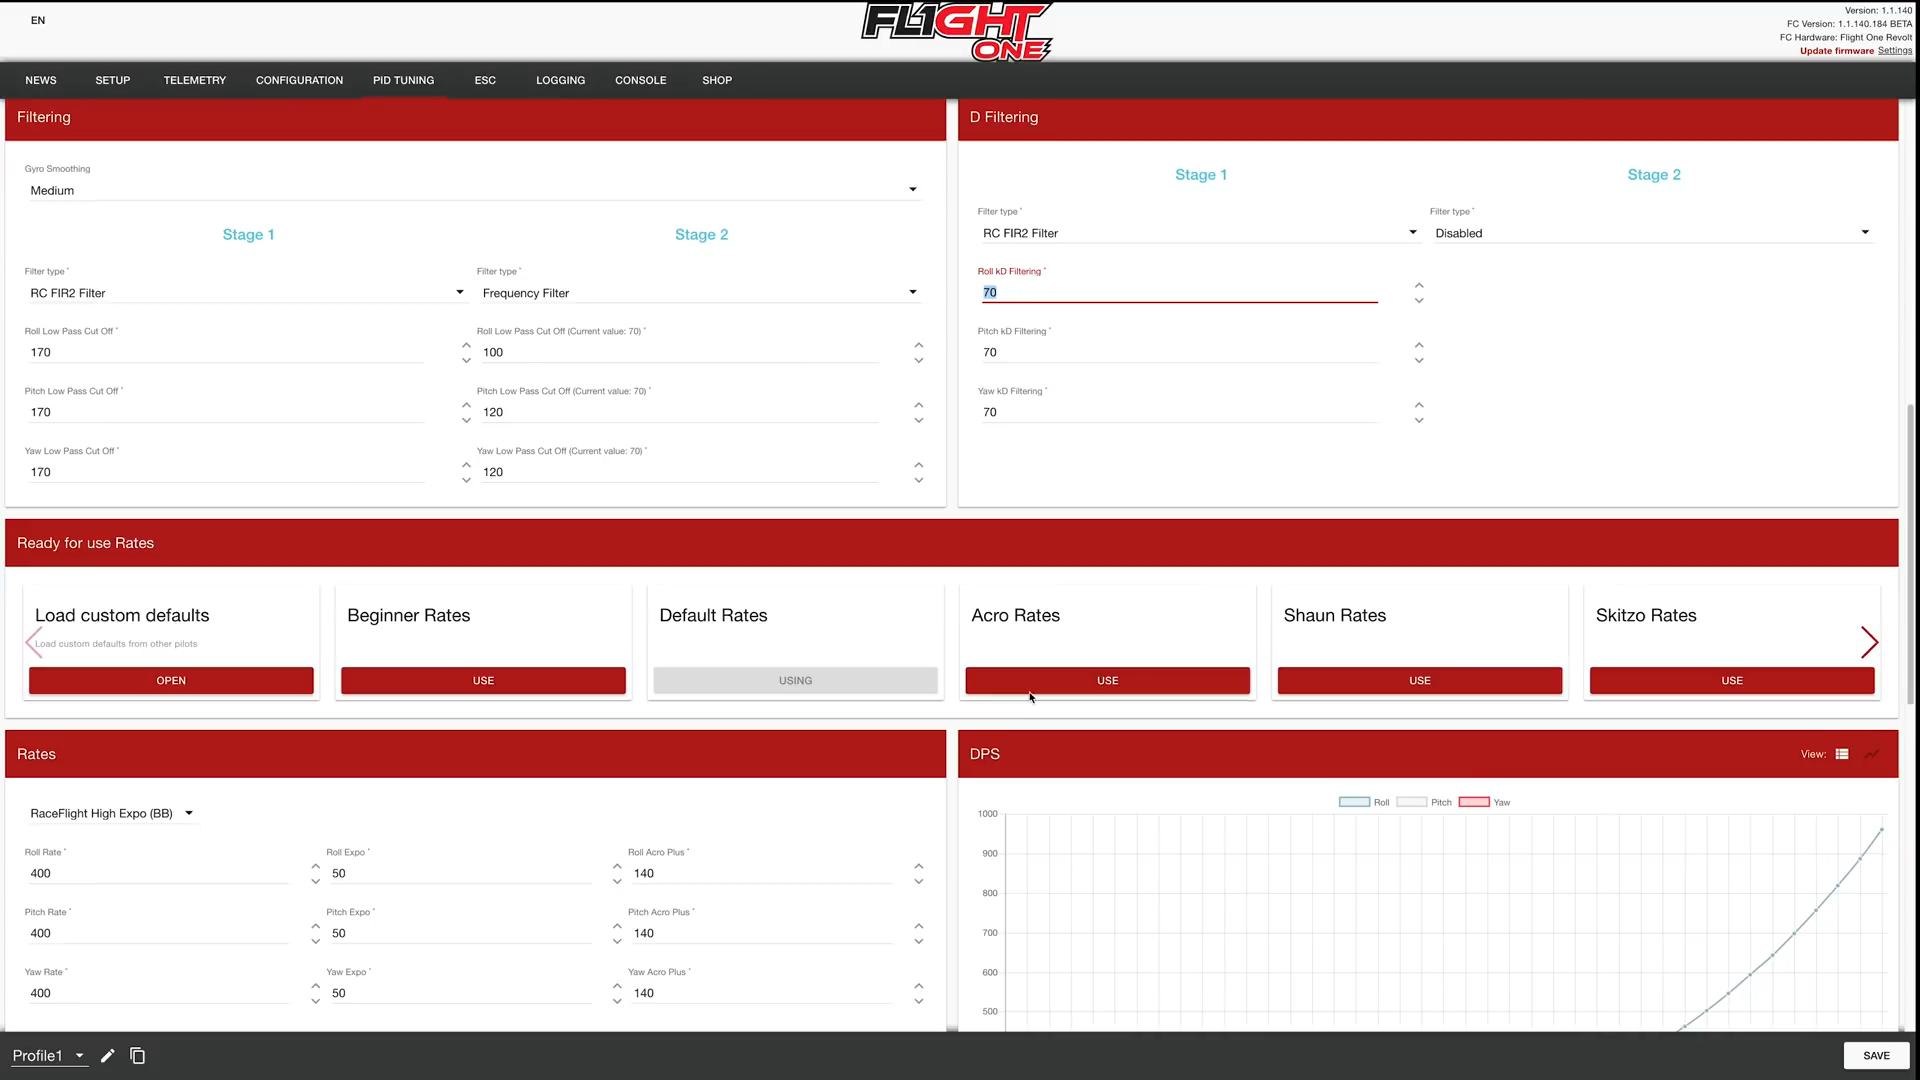 EN
FL1GHT
ONE
Version: 1.1.140
FC Version: 1.1.140.184 BETA
FC Hardware: Flight One Revolt
Update firmware Settings
NEWS SETUP TELEMETRY CONFIGURATION PID TUNING ESC LOGGING CONSOLE SHOP
Filtering
Gyro Smoothing
Medium
Stage 1 Stage 2
Filter type * Filter type *
RC FIR2 Filter Frequency Filter
Roll Low Pass Cut Off * Roll Low Pass Cut Off (Current value: 70) *
170 100
Pitch Low Pass Cut Off * Pitch Low Pass Cut Off (Current value: 70) *
170 120
Yaw Low Pass Cut Off * Yaw Low Pass Cut Off (Current value: 70) *
170 120
D Filtering
Stage 1 Stage 2
Filter type * Filter type *
RC FIR2 Filter Disabled
Roll kD Filtering *
70
Pitch kD Filtering *
70
Yaw kD Filtering *
70
Ready for use Rates
Load custom defaults
Load custom defaults from other pilots
OPEN
Beginner Rates
USE
Default Rates
USING
Acro Rates
USE
Shaun Rates
USE
Skitzo Rates
USE
Rates
RaceFlight High Expo (BB)
Roll Rate * Roll Expo * Roll Acro Plus *
400 50 140
Pitch Rate * Pitch Expo * Pitch Acro Plus *
400 50 140
Yaw Rate * Yaw Expo * Yaw Acro Plus *
400 50 140
DPS
View:
Roll Pitch Yaw
1000
900
800
700
600
500
Profile1
SAVE